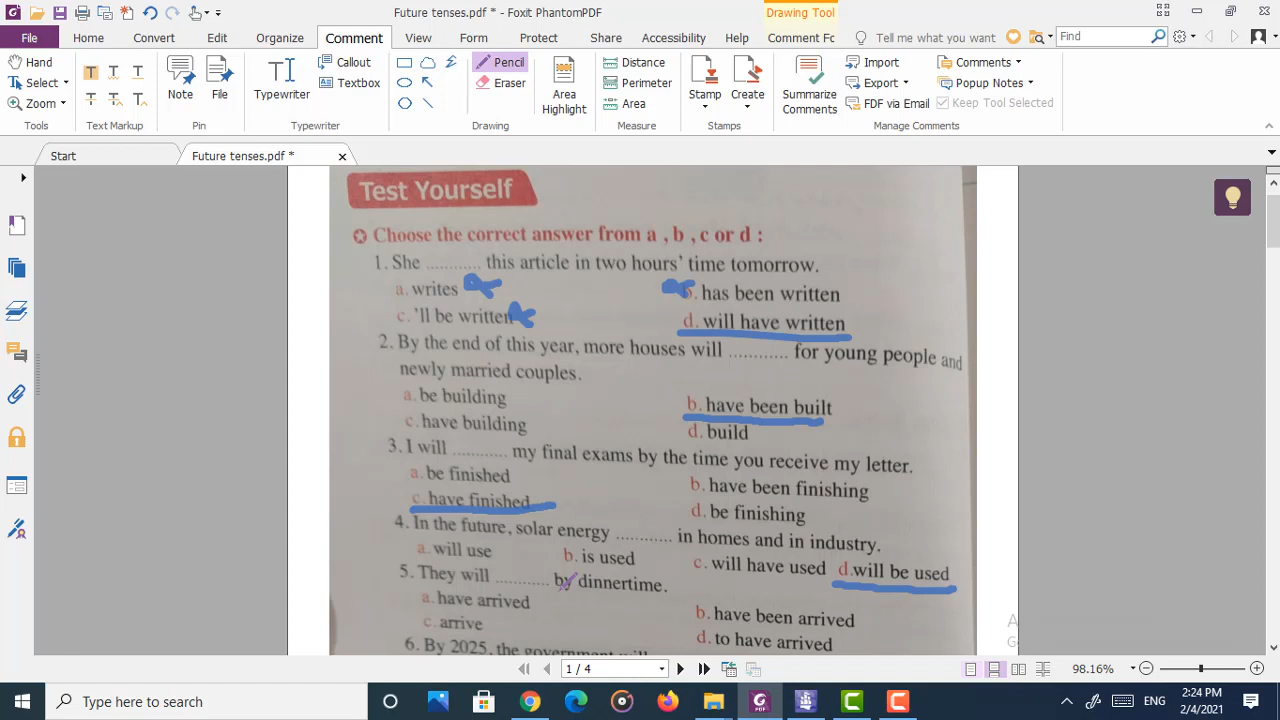 Future tenses.pdf * - Foxit PhantomPDF
Drawing Tool
File Home Convert Edit Organize Comment View Form Protect Share Accessibility Help Comment Fc Tell me what you want Find
Hand
Select
Zoom
Tools
Text Markup
Note
File
Pin
Typewriter
Callout
Textbox
Typewriter
Pencil
Eraser
Area Highlight
Drawing
Distance
Perimeter
Area
Measure
Stamp
Create
Stamps
Summarize Comments
Import
Export
FDF via Email
Comments
Popup Notes
Keep Tool Selected
Manage Comments
Start
Future tenses.pdf *
Test Yourself
Choose the correct answer from a , b , c or d :
1. She ............ this article in two hours' time tomorrow.
a. writes b. has been written
c. 'll be written d. will have written
2. By the end of this year, more houses will ............ for young people and
newly married couples.
a. be building b. have been built
c. have building d. build
3. I will ............ my final exams by the time you receive my letter.
a. be finished b. have been finishing
c. have finished d. be finishing
4. In the future, solar energy ............ in homes and in industry.
a. will use b. is used c. will have used d. will be used
5. They will ............ by dinnertime.
a. have arrived b. have been arrived
c. arrive d. to have arrived
6. By 2025, the government will
1 / 4
98.16%
Type here to search
ENG
2:24 PM
2/4/2021